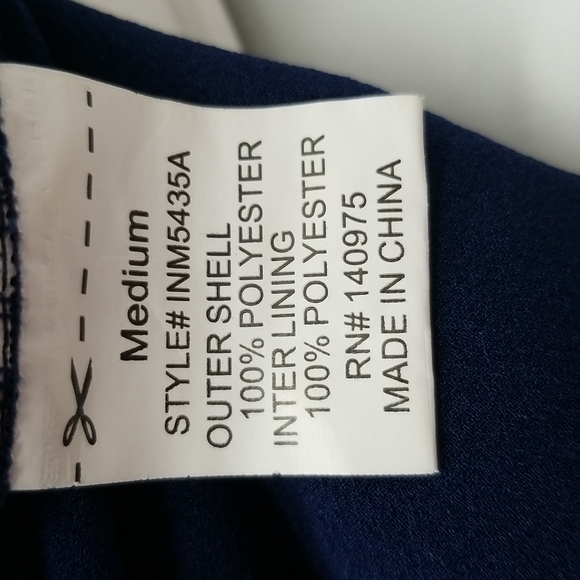 Medium
STYLE# INM5435A
OUTER SHELL
100% POLYESTER
INTER LINING
100% POLYESTER
RN# 140975
MADE IN CHINA